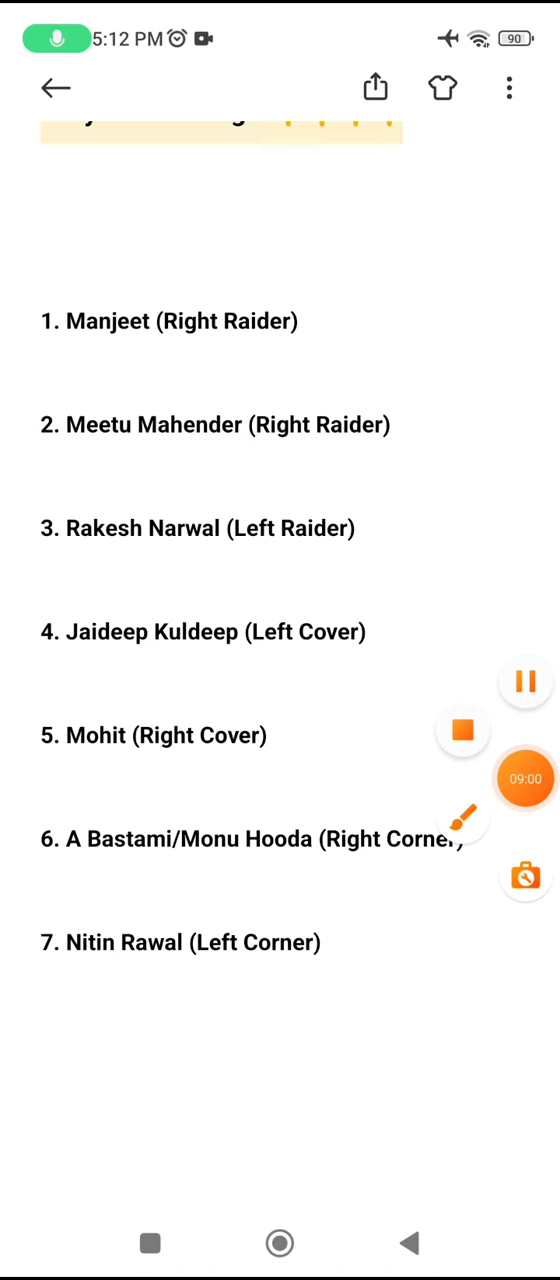 5:12 PM
90
1. Manjeet (Right Raider)
2. Meetu Mahender (Right Raider)
3. Rakesh Narwal (Left Raider)
4. Jaideep Kuldeep (Left Cover)
5. Mohit (Right Cover)
09:00
6. A Bastami/Monu Hooda (Right Corner)
7. Nitin Rawal (Left Corner)